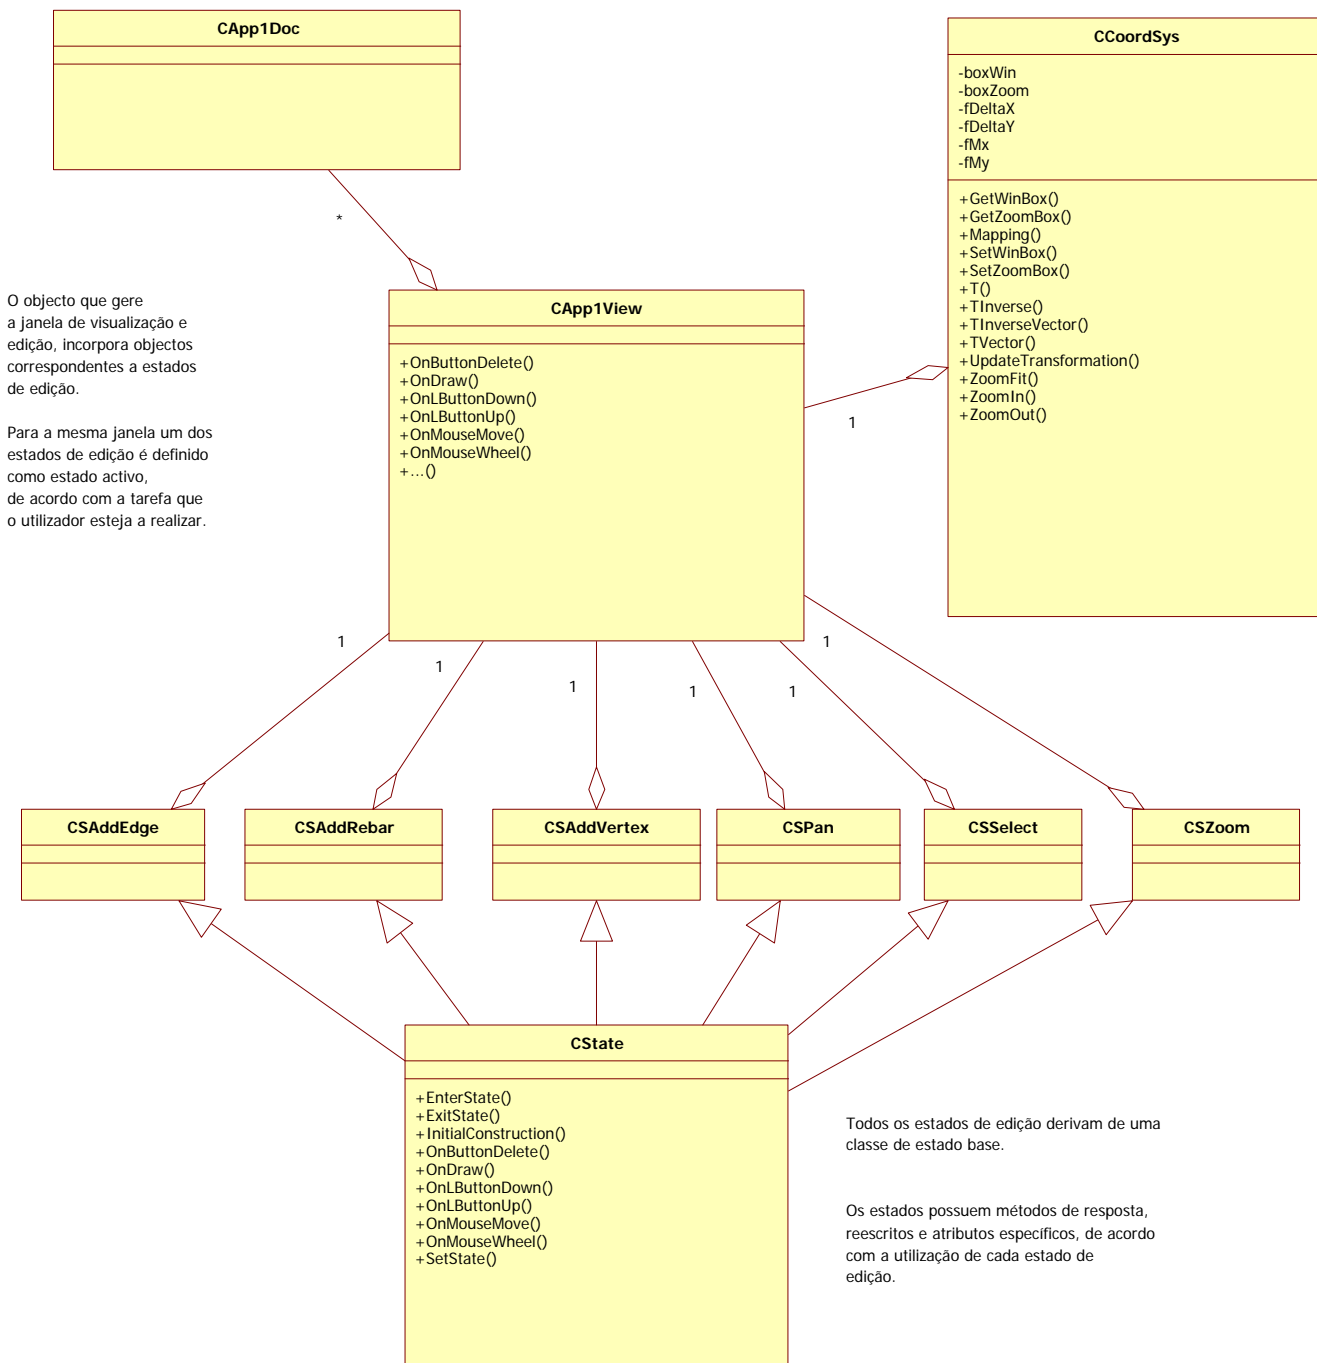 CApp1Doc
CCoordSys
-boxWin
-boxZoom
-fDeltaX
-fDeltaY
-fMx
-fMy
+GetWinBox()
+GetZoomBox()
+Mapping()
+SetWinBox()
+SetZoomBox()
+T()
+TInverse()
+TInverseVector()
+TVector()
+UpdateTransformation()
+ZoomFit()
+ZoomIn()
+ZoomOut()
*
O objecto que gere
a janela de visualização e
edição, incorpora objectos
correspondentes a estados
de edição.
Para a mesma janela um dos
estados de edição é definido
como estado activo,
de acordo com a tarefa que
o utilizador esteja a realizar.
CApp1View
+OnButtonDelete()
+OnDraw()
+OnLButtonDown()
+OnLButtonUp()
+OnMouseMove()
+OnMouseWheel()
+...()
1
1
1
1
1
1
1
CSAddEdge
CSAddRebar
CSAddVertex
CSPan
CSSelect
CSZoom
CState
+EnterState()
+ExitState()
+InitialConstruction()
+OnButtonDelete()
+OnDraw()
+OnLButtonDown()
+OnLButtonUp()
+OnMouseMove()
+OnMouseWheel()
+SetState()
Todos os estados de edição derivam de uma
classe de estado base.
Os estados possuem métodos de resposta,
reescritos e atributos específicos, de acordo
com a utilização de cada estado de
edição.